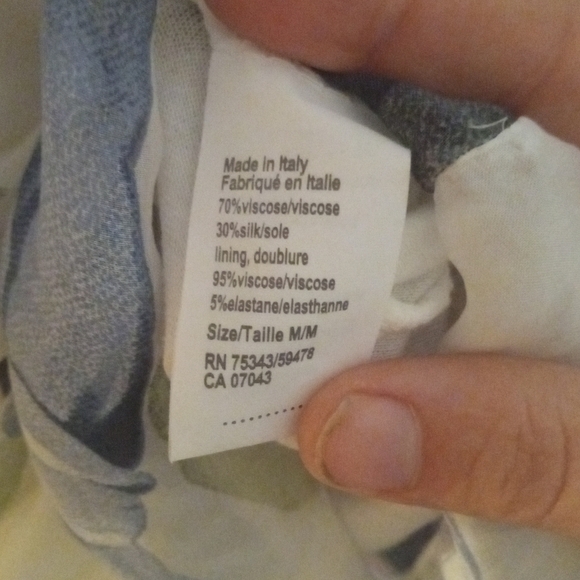 Made in Italy
Fabriqué en Italie
70%viscose/viscose
30%silk/sole
lining, doublure
95%viscose/viscose
5%elastane/elasthanne
Size/Taille M/M
RN 75343/59478
CA 07043